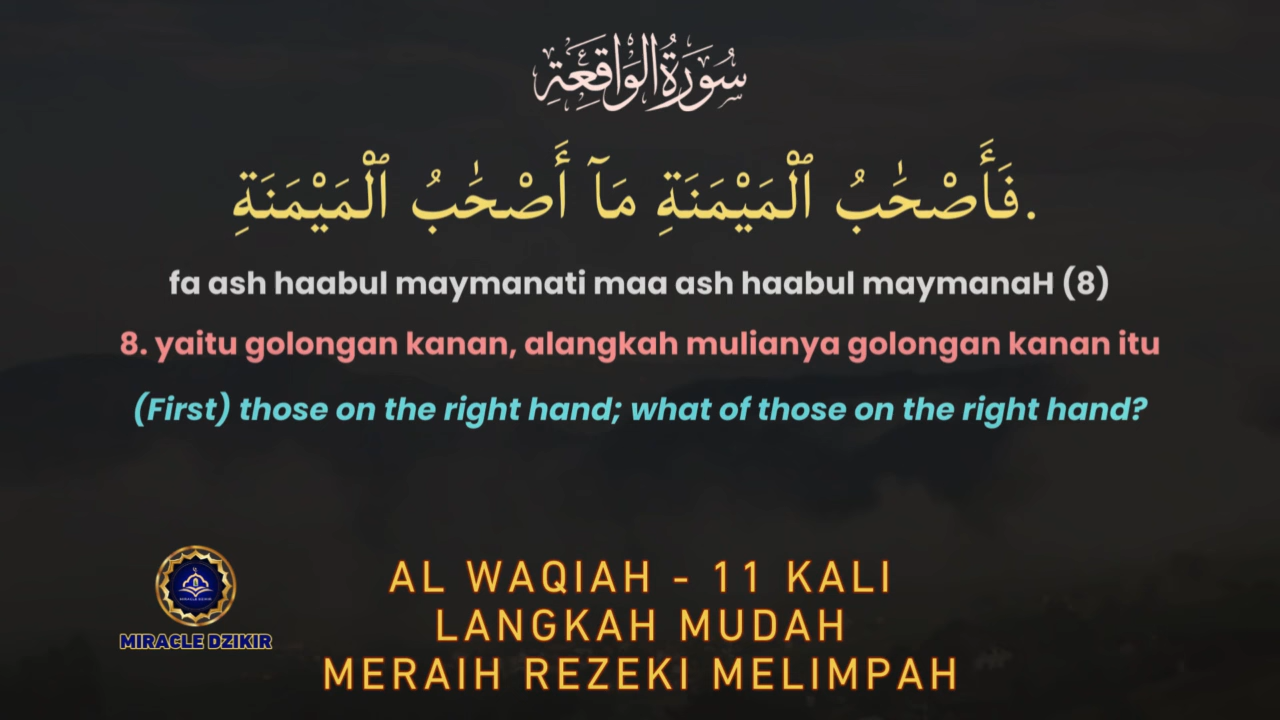 سُورَةُ الوَاقِعَةِ
فَأَصْحَٰبُ ٱلْمَيْمَنَةِ مَآ أَصْحَٰبُ ٱلْمَيْمَنَةِ.
fa ash haabul maymanati maa ash haabul maymanaH (8)
8. yaitu golongan kanan, alangkah mulianya golongan kanan itu
(First) those on the right hand; what of those on the right hand?
AL WAQIAH - 11 KALI
LANGKAH MUDAH
MERAIH REZEKI MELIMPAH
MIRACLE DZIKIR
MIRACLE DZIKIR